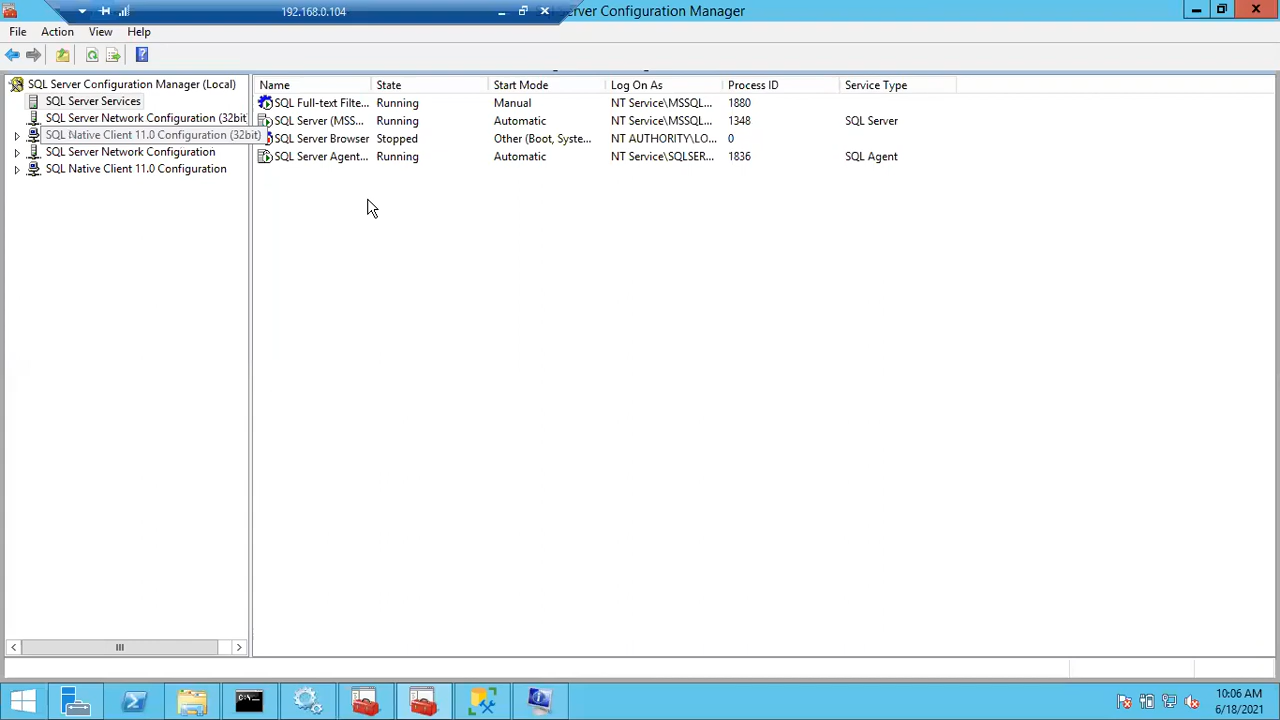 192.168.0.104
Server Configuration Manager
File Action View Help
SQL Server Configuration Manager (Local)
SQL Server Services
SQL Server Network Configuration (32bit
SQL Native Client 11.0 Configuration (32bit)
SQL Server Network Configuration
SQL Native Client 11.0 Configuration
Name State Start Mode Log On As Process ID Service Type
SQL Full-text Filte... Running Manual NT Service\MSSQL... 1880
SQL Server (MSS... Running Automatic NT Service\MSSQL... 1348 SQL Server
SQL Server Browser Stopped Other (Boot, Syste... NT AUTHORITY\LO... 0
SQL Server Agent... Running Automatic NT Service\SQLSER... 1836 SQL Agent
10:06 AM
6/18/2021